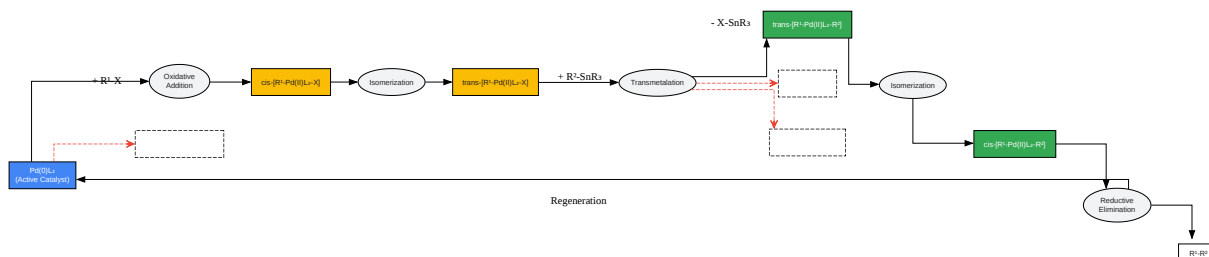 - X-SnR₃
trans-[R¹-Pd(II)L₂-R²]
+ R¹-X
Oxidative
Addition
cis-[R¹-Pd(II)L₂-X]
Isomerization
trans-[R¹-Pd(II)L₂-X]
+ R²-SnR₃
Transmetalation
Isomerization
cis-[R¹-Pd(II)L₂-R²]
Pd(0)L₂
(Active Catalyst)
Regeneration
Reductive
Elimination
R¹-R²